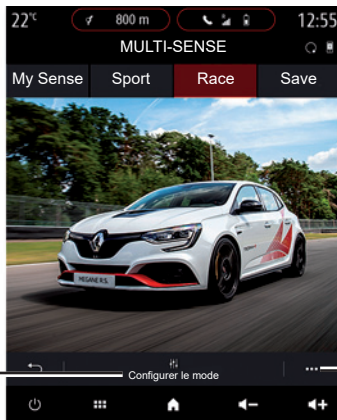 22°C 800 m 12:55
MULTI-SENSE
My Sense Sport Race Save
MEGANE R.S.
Configurer le mode